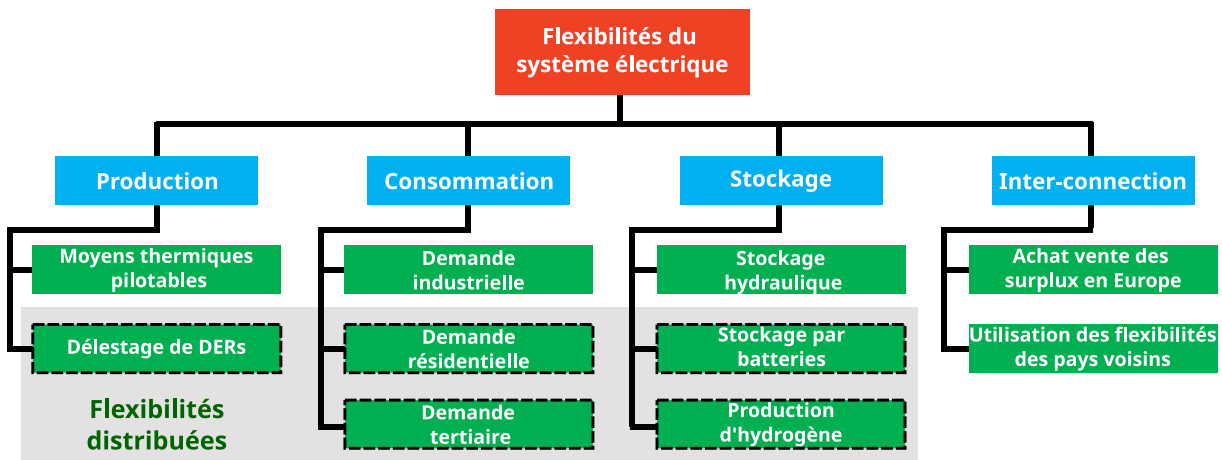 Flexibilités du
système électrique
Production
Consommation
Stockage
Inter-connection
Moyens thermiques
pilotables
Délestage de DERs
Demande
industrielle
Demande
résidentielle
Demande
tertiaire
Stockage
hydraulique
Stockage par
batteries
Production
d'hydrogène
Achat vente des
surplux en Europe
Utilisation des flexibilités
des pays voisins
Flexibilités
distribuées